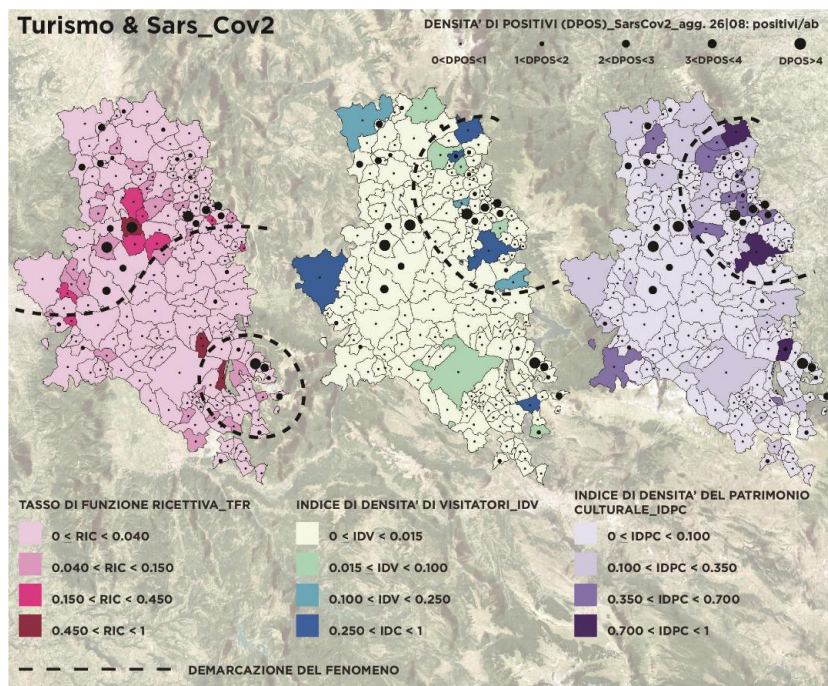 Turismo & Sars_Cov2
DENSITA' DI POSITIVI (DPOS)_SarsCov2_agg. 26|08: positivi/ab
0<DPOS<1 1<DPOS<2 2<DPOS<3 3<DPOS<4 DPOS>4
TASSO DI FUNZIONE RICETTIVA_TFR
0 < RIC < 0.040
0.040 < RIC < 0.150
0.150 < RIC < 0.450
0.450 < RIC < 1
INDICE DI DENSITA' DI VISITATORI_IDV
0 < IDV < 0.015
0.015 < IDV < 0.100
0.100 < IDV < 0.250
0.250 < IDC < 1
INDICE DI DENSITA' DEL PATRIMONIO
CULTURALE_IDPC
0 < IDPC < 0.100
0.100 < IDPC < 0.350
0.350 < IDPC < 0.700
0.700 < IDPC < 1
DEMARCAZIONE DEL FENOMENO